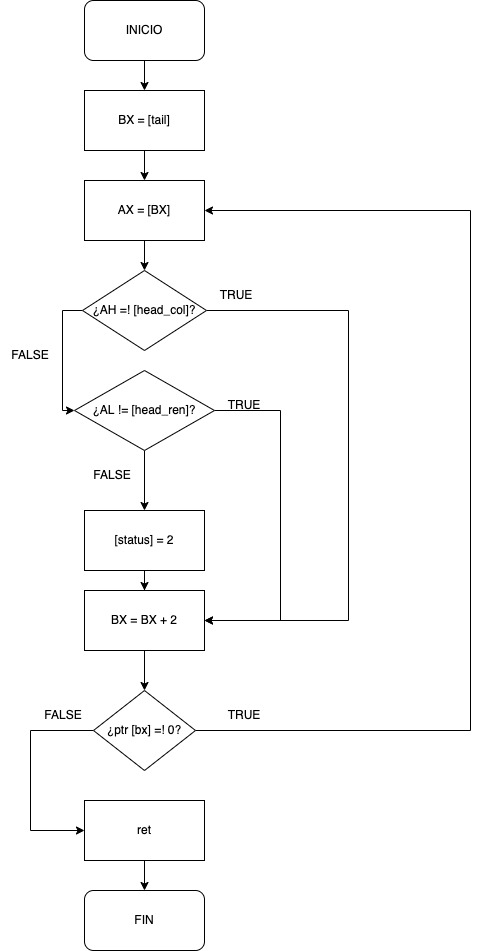 INICIO
BX = [tail]
AX = [BX]
¿AH =! [head_col]?
TRUE
FALSE
¿AL != [head_ren]?
TRUE
FALSE
[status] = 2
BX = BX + 2
FALSE
¿ptr [bx] =! 0?
TRUE
ret
FIN